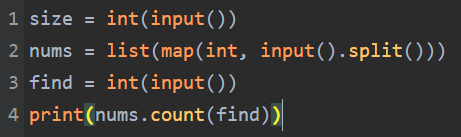 1 size = int(input())
2 nums = list(map(int, input().split()))
3 find = int(input())
4 print(nums.count(find))